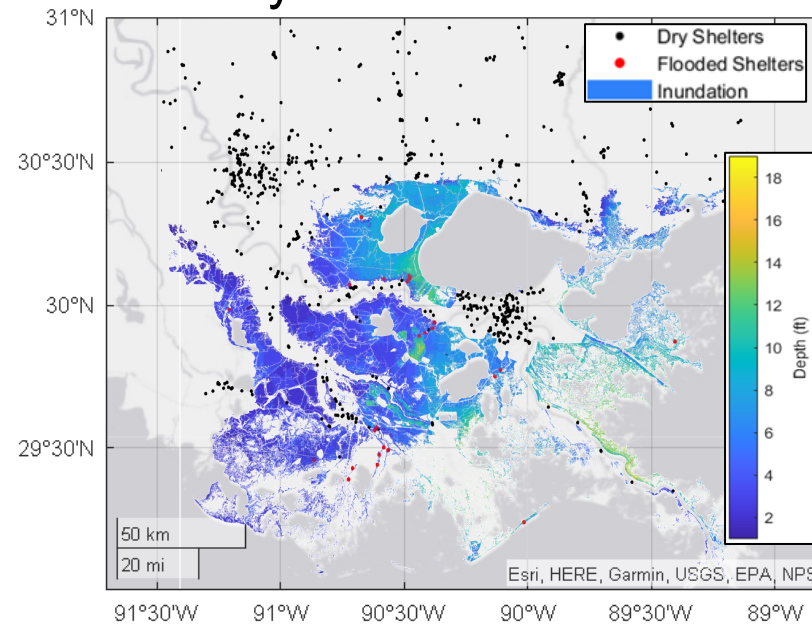 31°N
30°30'N
30°N
29°30'N
Dry Shelters
Flooded Shelters
Inundation
18
16
14
12
10
8
6
4
2
Depth (ft)
50 km
20 mi
Esri, HERE, Garmin, USGS, EPA, NPS
91°30'W 91°W 90°30'W 90°W 89°30'W 89°W